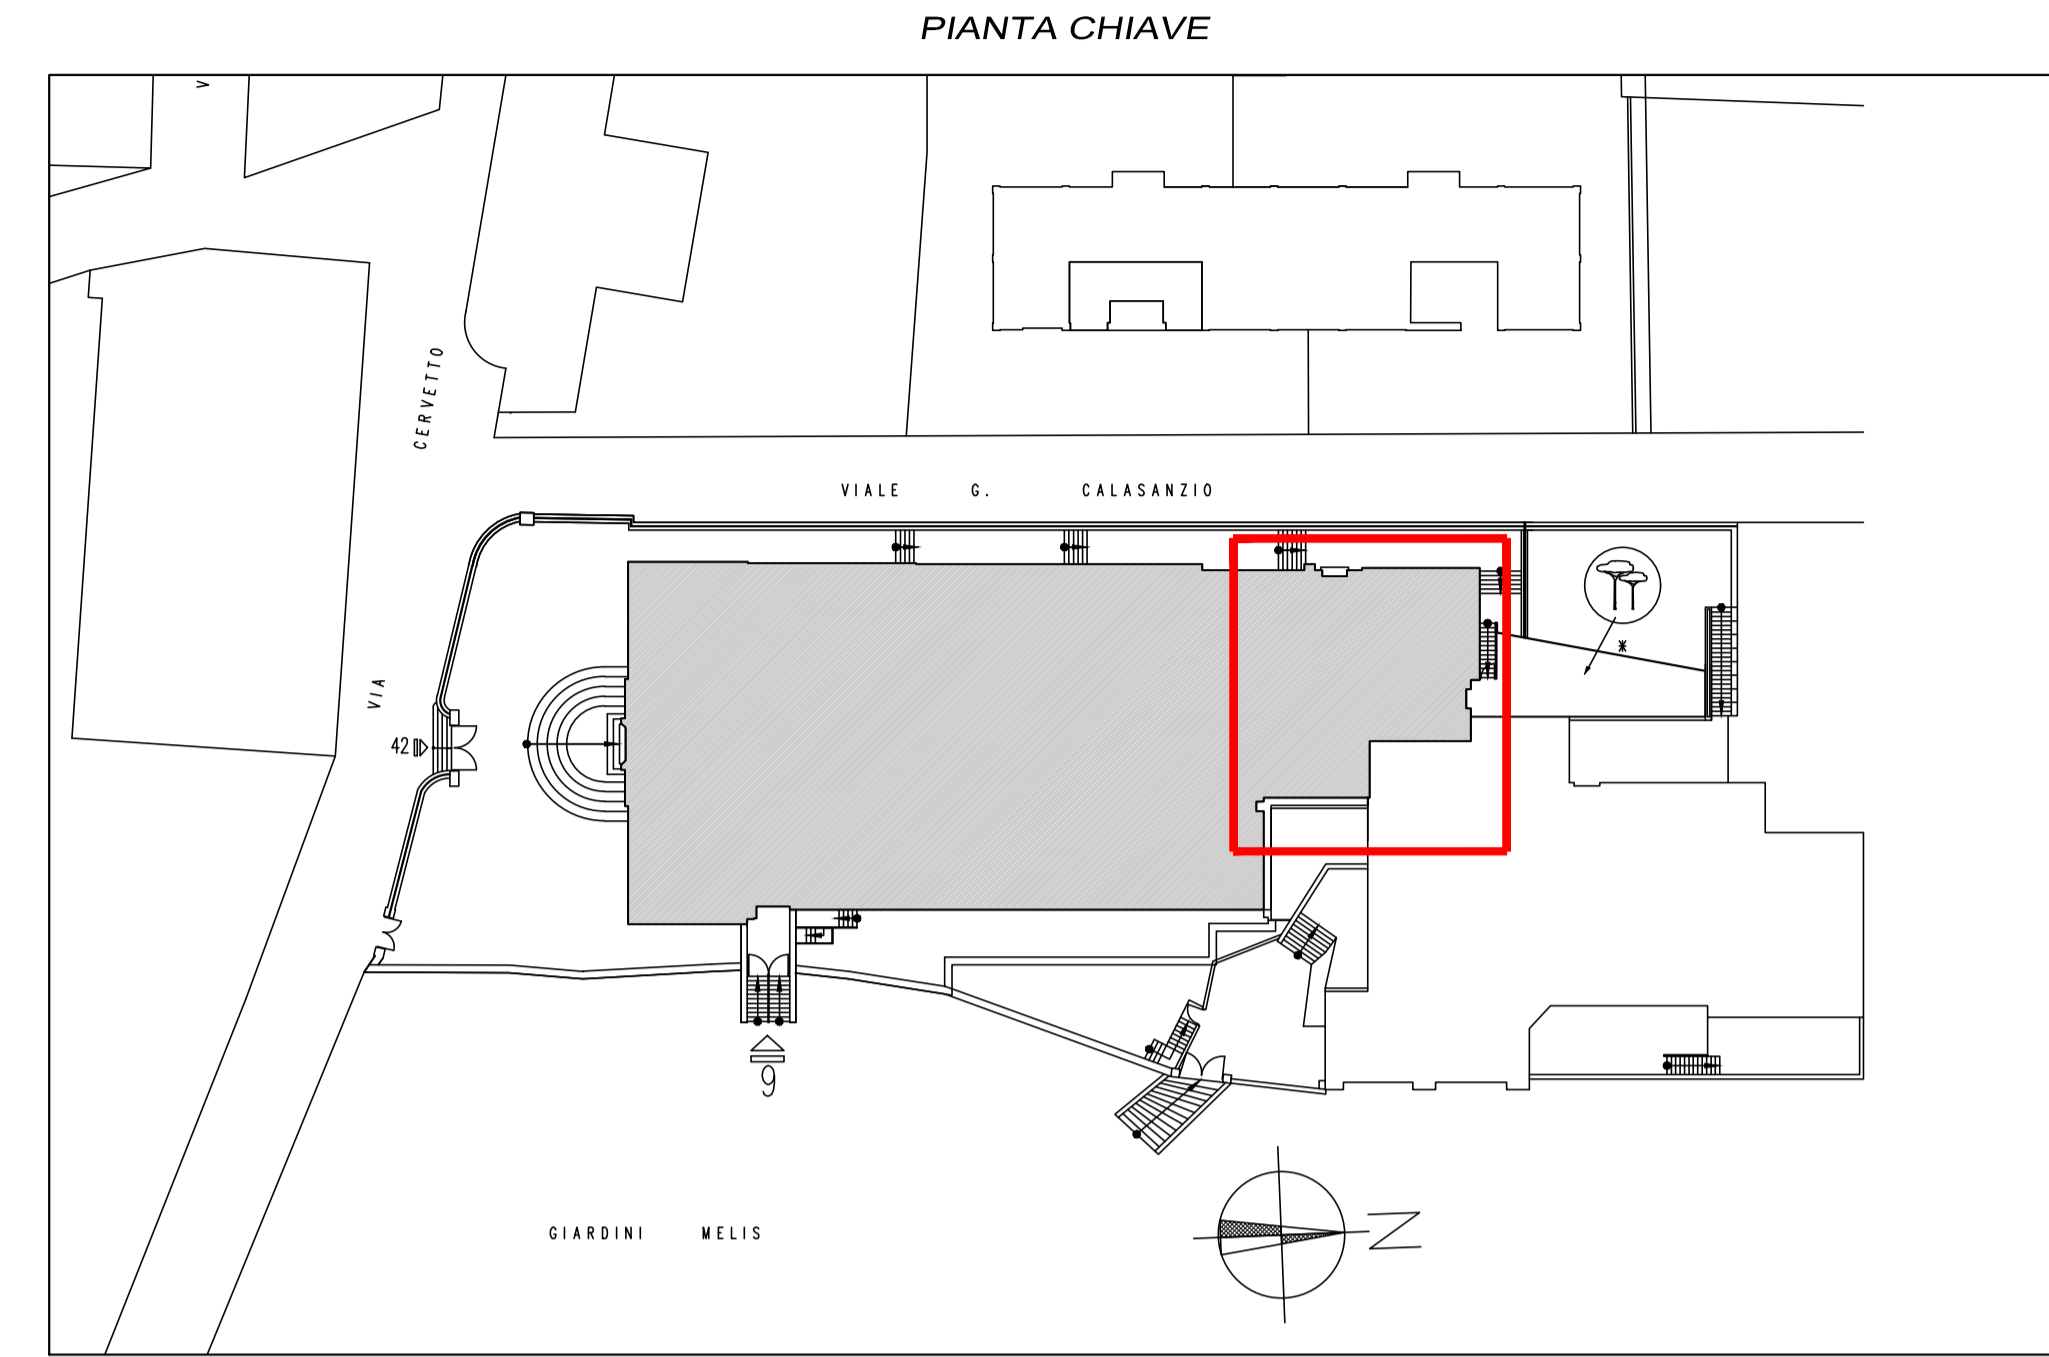 PIANTA CHIAVE
V
CERVETTO
VIALE G. CALASANZIO
VIA
*
42
9
GIARDINI MELIS
N